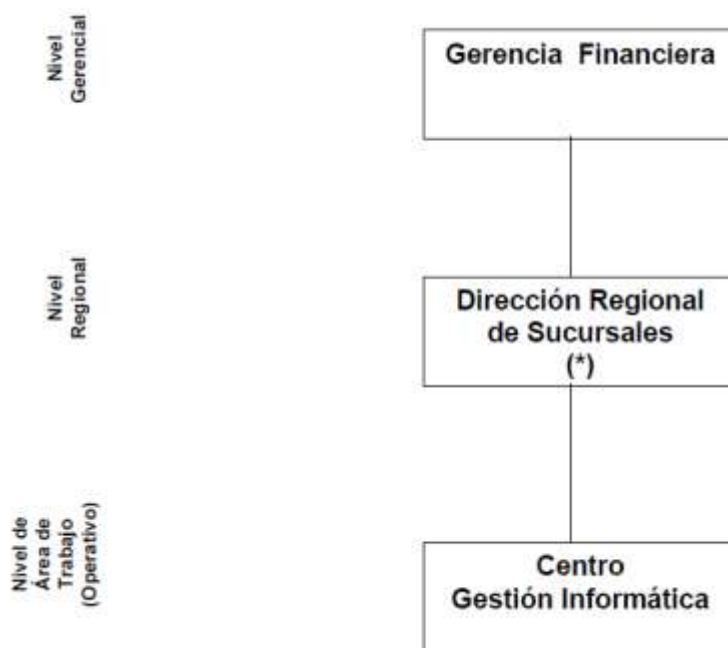 Nivel
Gerencial
Gerencia Financiera
Nivel
Regional
Dirección Regional
de Sucursales
(*)
Nivel de
Área de
Trabajo
(Operativo)
Centro
Gestión Informática